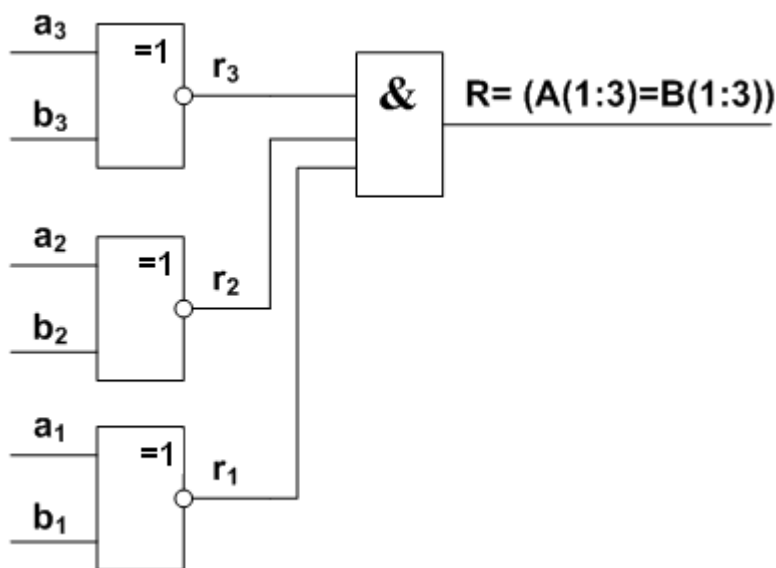 a₃
=1
r₃
b₃
&
R= (A(1:3)=B(1:3))
a₂
=1
r₂
b₂
a₁
=1
r₁
b₁